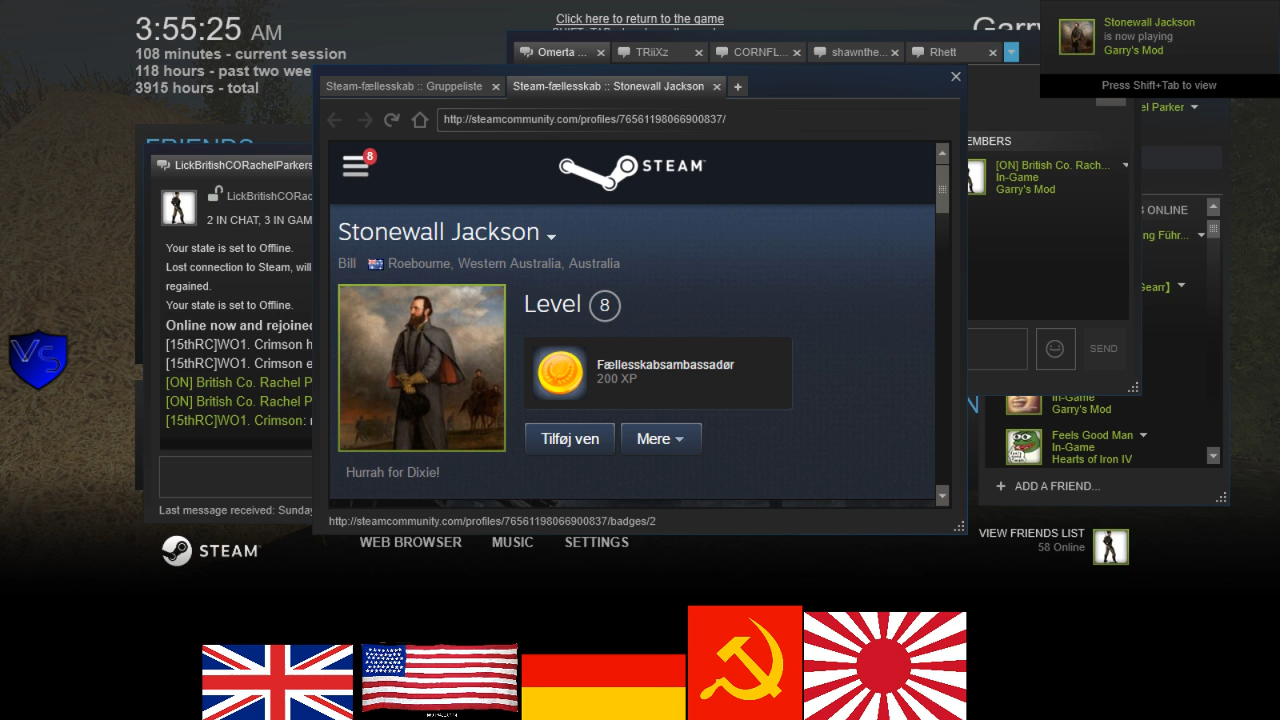 3:55:25 AM
108 minutes - current session
118 hours - past two wee
3915 hours - total
Click here to return to the game
Garry
Stonewall Jackson
is now playing
Garry's Mod
Press Shift+Tab to view
Omerta ...
TRiiXz
CORNFL...
shawnthe...
Rhett
Steam-fællesskab :: Gruppeliste
Steam-fællesskab :: Stonewall Jackson
http://steamcommunity.com/profiles/76561198066900837/
8
STEAM
Stonewall Jackson
Bill
Roebourne, Western Australia, Australia
Level 8
Fællesskabsambassadør
200 XP
Tilføj ven
Mere
Hurrah for Dixie!
http://steamcommunity.com/profiles/76561198066900837/badges/2
FRIENDS
LickBritishCORachelParkers
LickBritishCORac
2 IN CHAT, 3 IN GAM
Your state is set to Offline.
Lost connection to Steam, will
regained.
Your state is set to Offline.
Online now and rejoine
[15thRC]WO1. Crimson h
[15thRC]WO1. Crimson e
[ON] British Co. Rachel P
[ON] British Co. Rachel P
[15thRC]WO1. Crimson:
Last message received: Sunday
VS
el Parker
EMBERS
[ON] British Co. Rach...
In-Game
Garry's Mod
ONLINE
ng Führ...
Gearr】
SEND
In-Game
Garry's Mod
Feels Good Man
In-Game
Hearts of Iron IV
ADD A FRIEND...
STEAM
WEB BROWSER
MUSIC
SETTINGS
VIEW FRIENDS LIST
58 Online